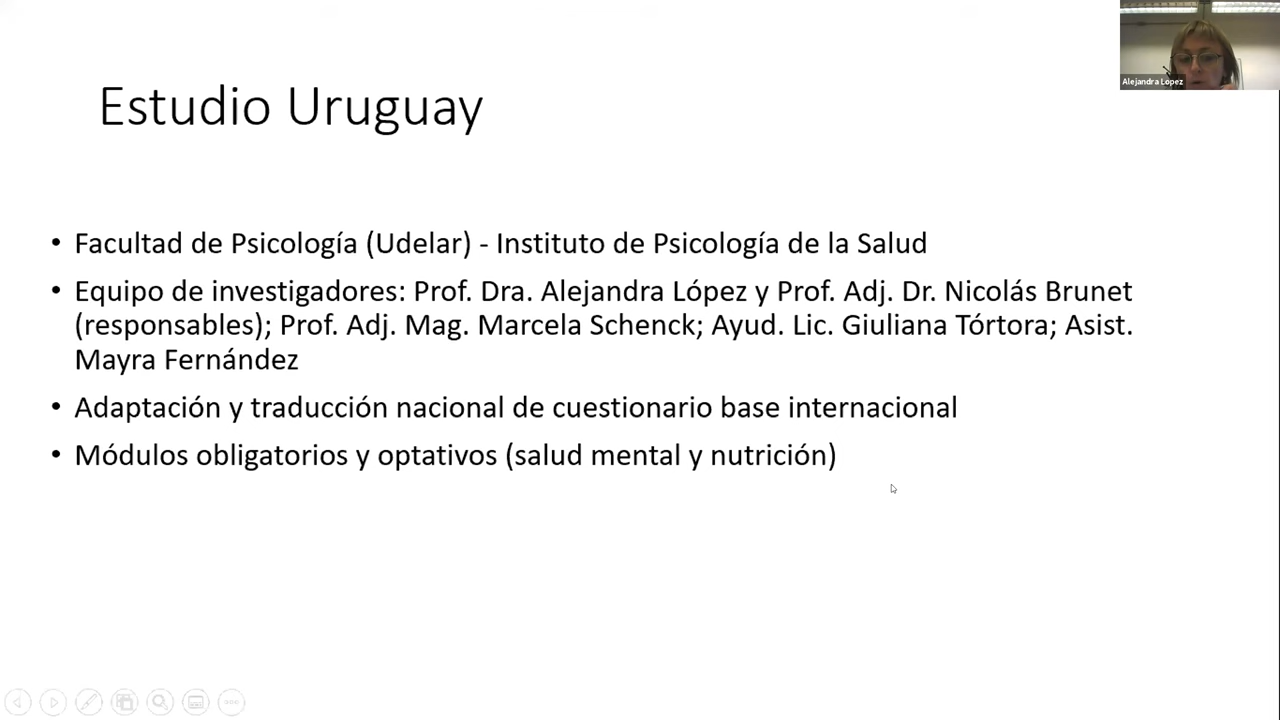 Alejandra Lopez
Estudio Uruguay
• Facultad de Psicología (Udelar) - Instituto de Psicología de la Salud
• Equipo de investigadores: Prof. Dra. Alejandra López y Prof. Adj. Dr. Nicolás Brunet
(responsables); Prof. Adj. Mag. Marcela Schenck; Ayud. Lic. Giuliana Tórtora; Asist.
Mayra Fernández
• Adaptación y traducción nacional de cuestionario base internacional
• Módulos obligatorios y optativos (salud mental y nutrición)